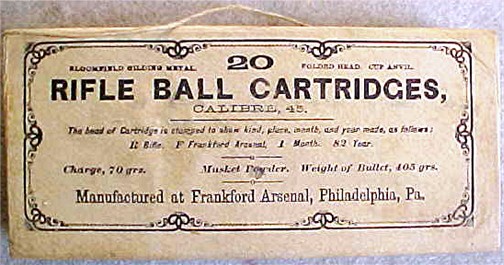 BLOOMFIELD GILDING METAL. 20 FOLDED HEAD. CUP ANVIL.
RIFLE BALL CARTRIDGES,
CALIBRE, 45.
The head of Cartridge is stamped to show kind, place, month, and year made, as follows:
R Rifle. F Frankford Arsenal, 1 Month. 82 Year.
Charge, 70 grs. Musket Powder. Weight of Bullet, 405 grs.
Manufactured at Frankford Arsenal, Philadelphia, Pa.